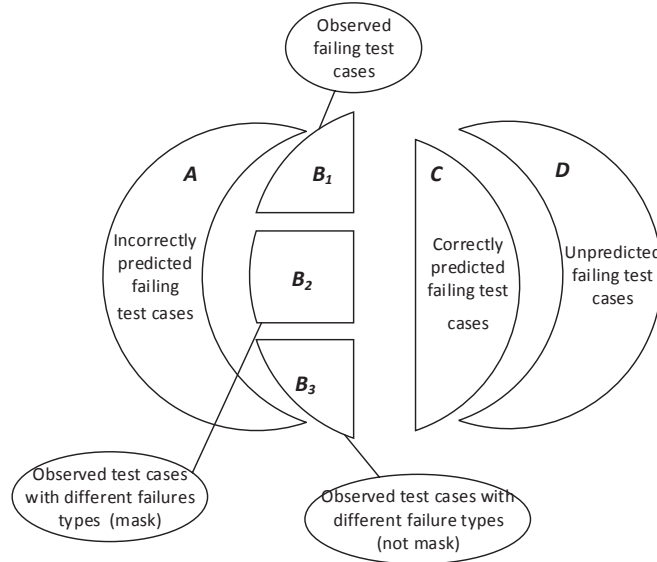 Observed
failing test
cases
A
B1
C
D
Incorrectly
predicted
failing
test cases
B2
Correctly
predicted
failing test
cases
Unpredicted
failing test
cases
B3
Observed test cases
with different failures
types (mask)
Observed test cases with
different failure types
(not mask)